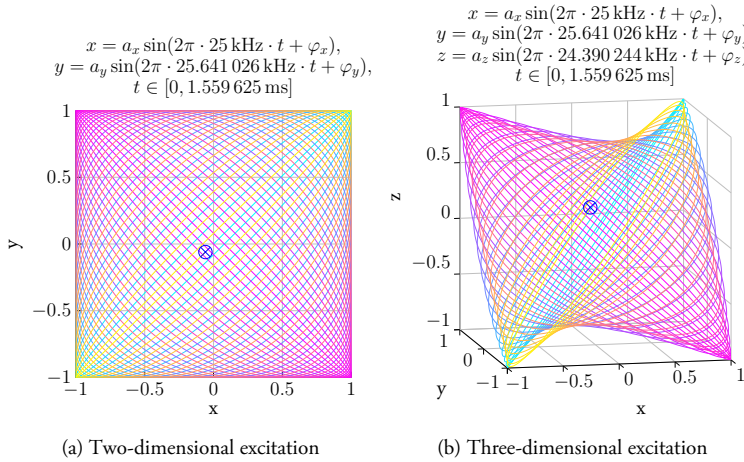 x = a_x sin(2π · 25 kHz · t + φ_x),
y = a_y sin(2π · 25.641 026 kHz · t + φ_y),
t ∈ [0, 1.559 625 ms]
1
0.5
0
−0.5
−1
y
−1 −0.5 0 0.5 1
x
(a) Two-dimensional excitation
x = a_x sin(2π · 25 kHz · t + φ_x),
y = a_y sin(2π · 25.641 026 kHz · t + φ_y)
z = a_z sin(2π · 24.390 244 kHz · t + φ_z)
t ∈ [0, 1.559 625 ms]
1
0.5
0
−0.5
−1
z
1
0
−1
y
−1 −0.5 0 0.5 1
x
(b) Three-dimensional excitation